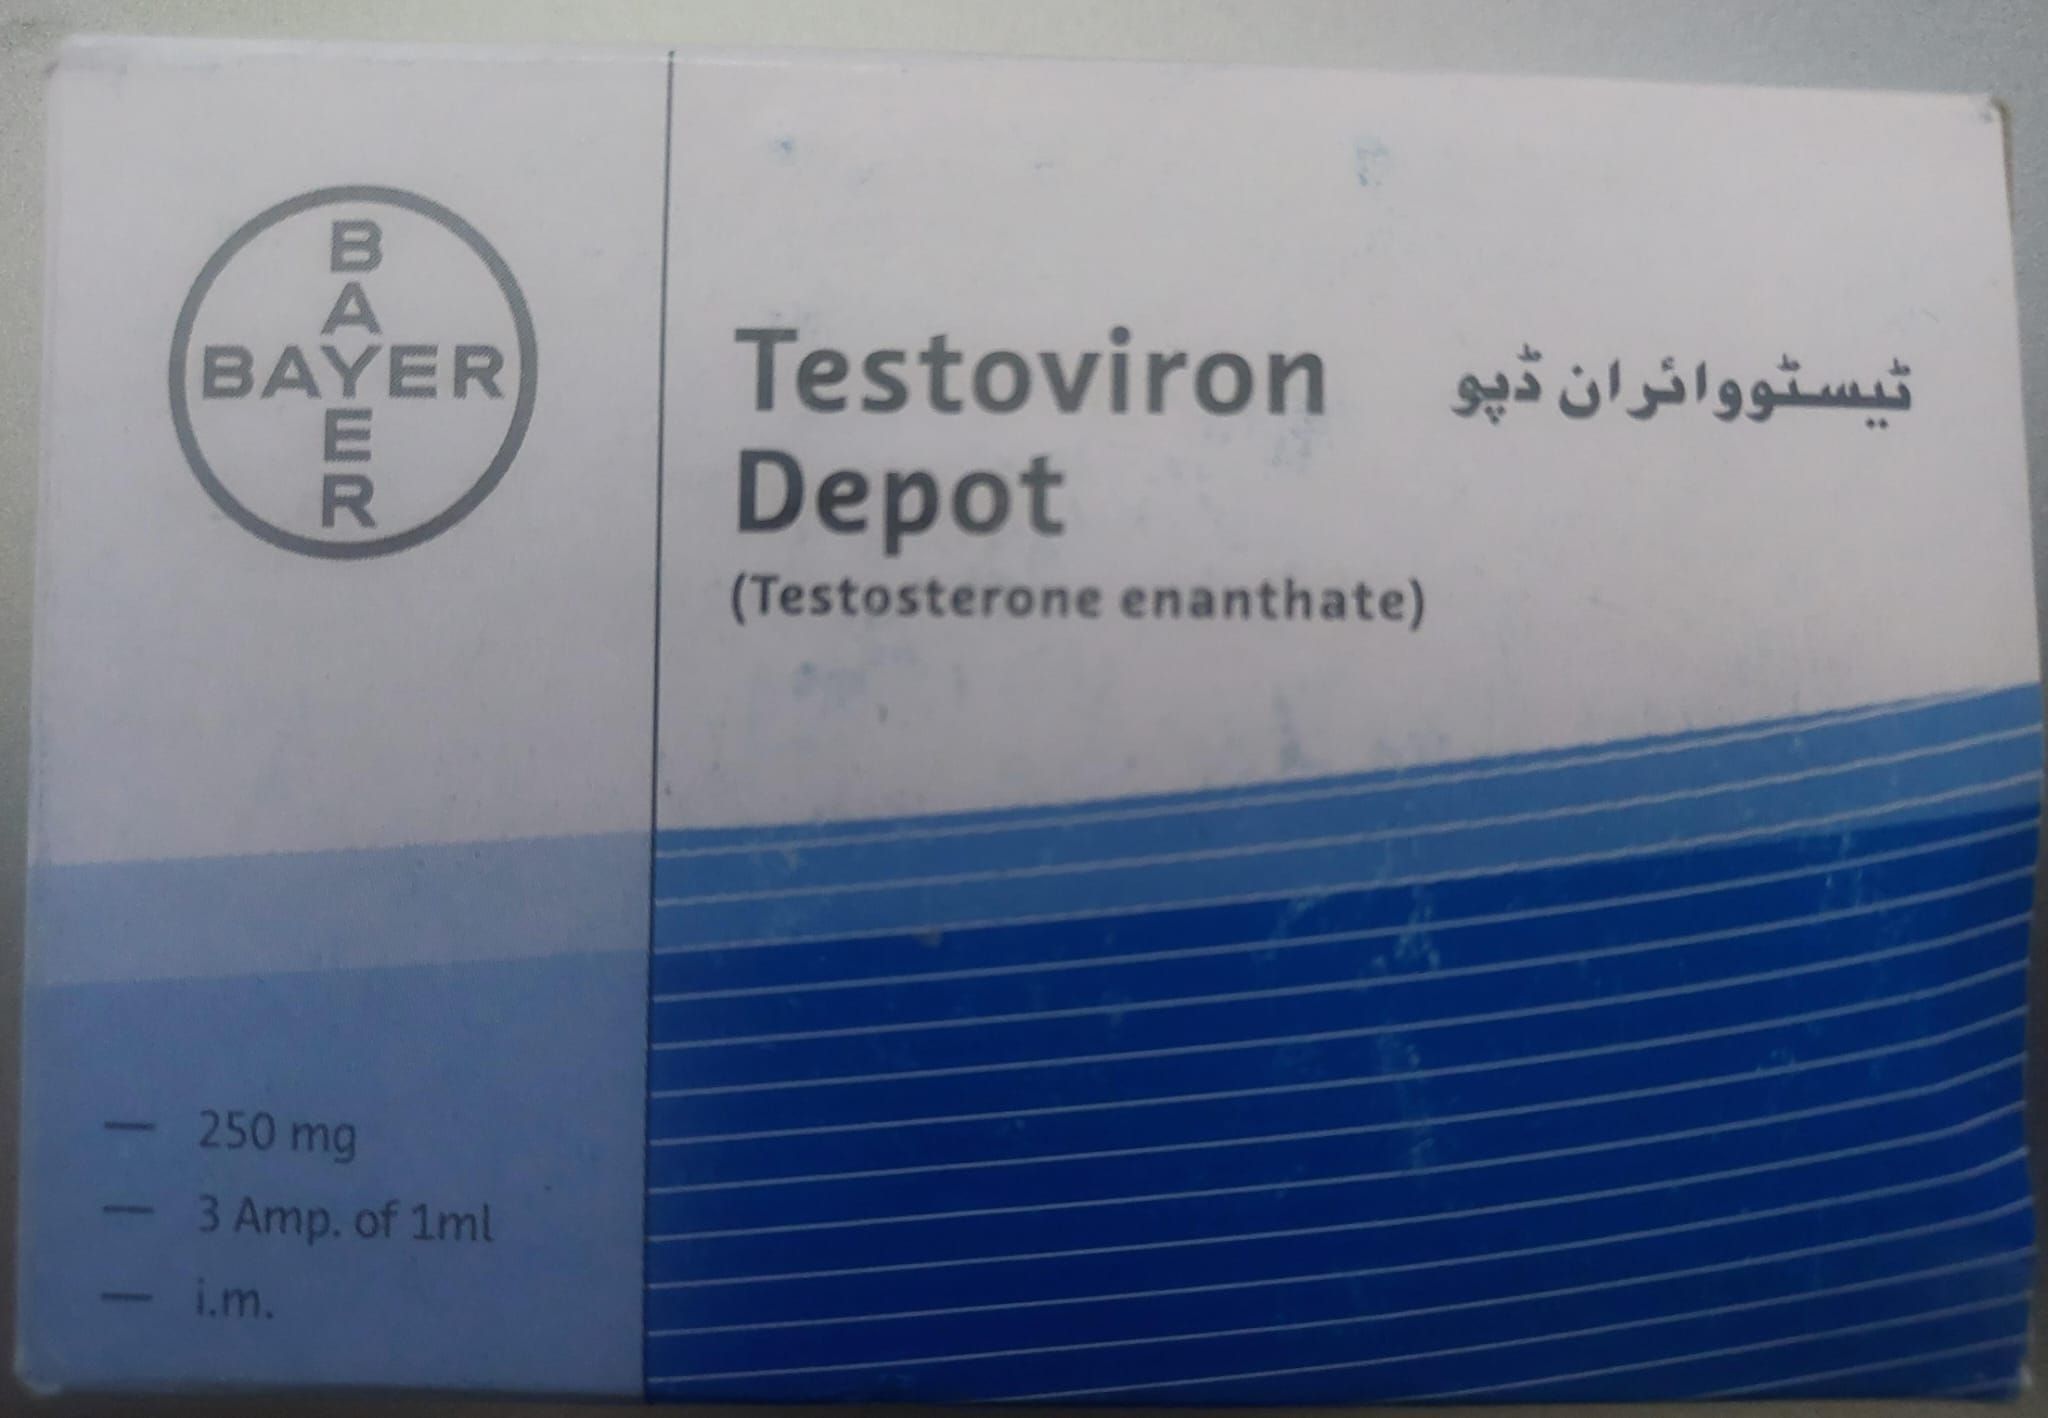 BAYER
BAYER
Testoviron
Depot
ٹیسٹووائران ڈپو
(Testosterone enanthate)
— 250 mg
— 3 Amp. of 1ml
— i.m.